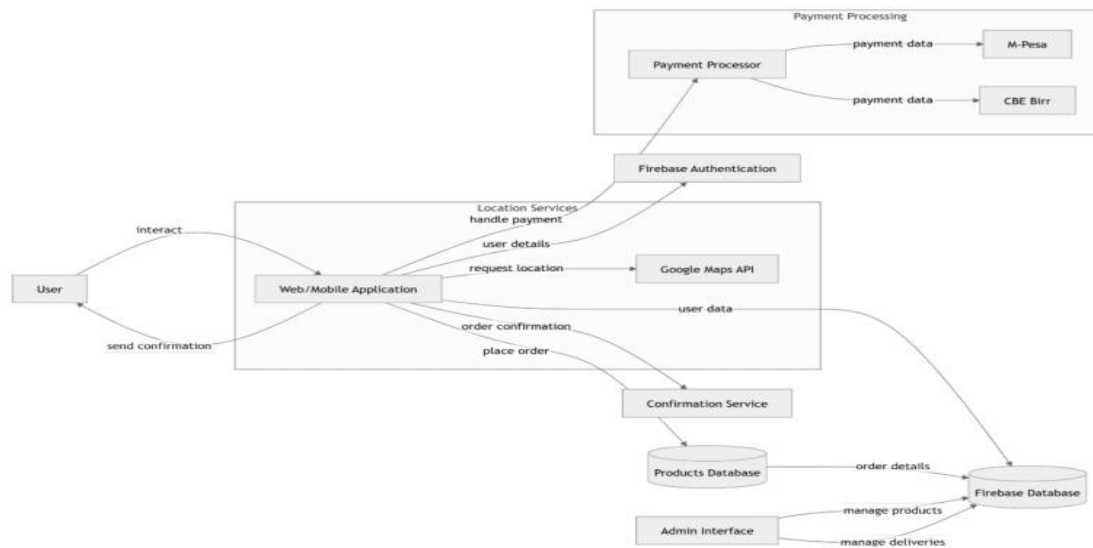 Payment Processing
payment data
M-Pesa
Payment Processor
payment data
CBE Birr
Firebase Authentication
Location Services
handle payment
interact
user details
request location
Google Maps API
User
Web/Mobile Application
user data
order confirmation
send confirmation
place order
Confirmation Service
Products Database
order details
Firebase Database
manage products
Admin Interface
manage deliveries